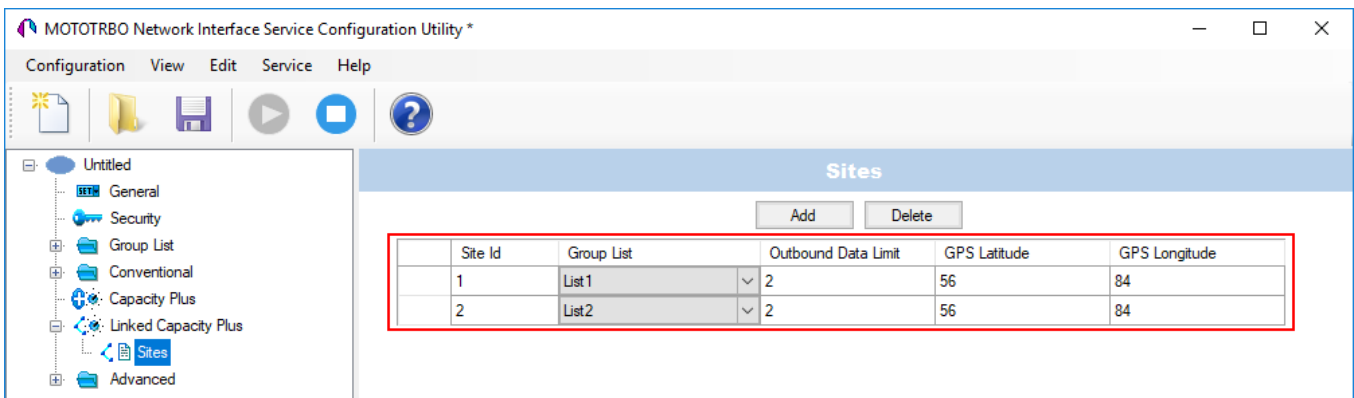 MOTOTRBO Network Interface Service Configuration Utility *
Configuration View Edit Service Help
Untitled
SET
General
Security
Group List
Conventional
Capacity Plus
Linked Capacity Plus
Sites
Advanced
Sites
Add Delete
Site Id Group List Outbound Data Limit GPS Latitude GPS Longitude
1 List1 2 56 84
2 List2 2 56 84